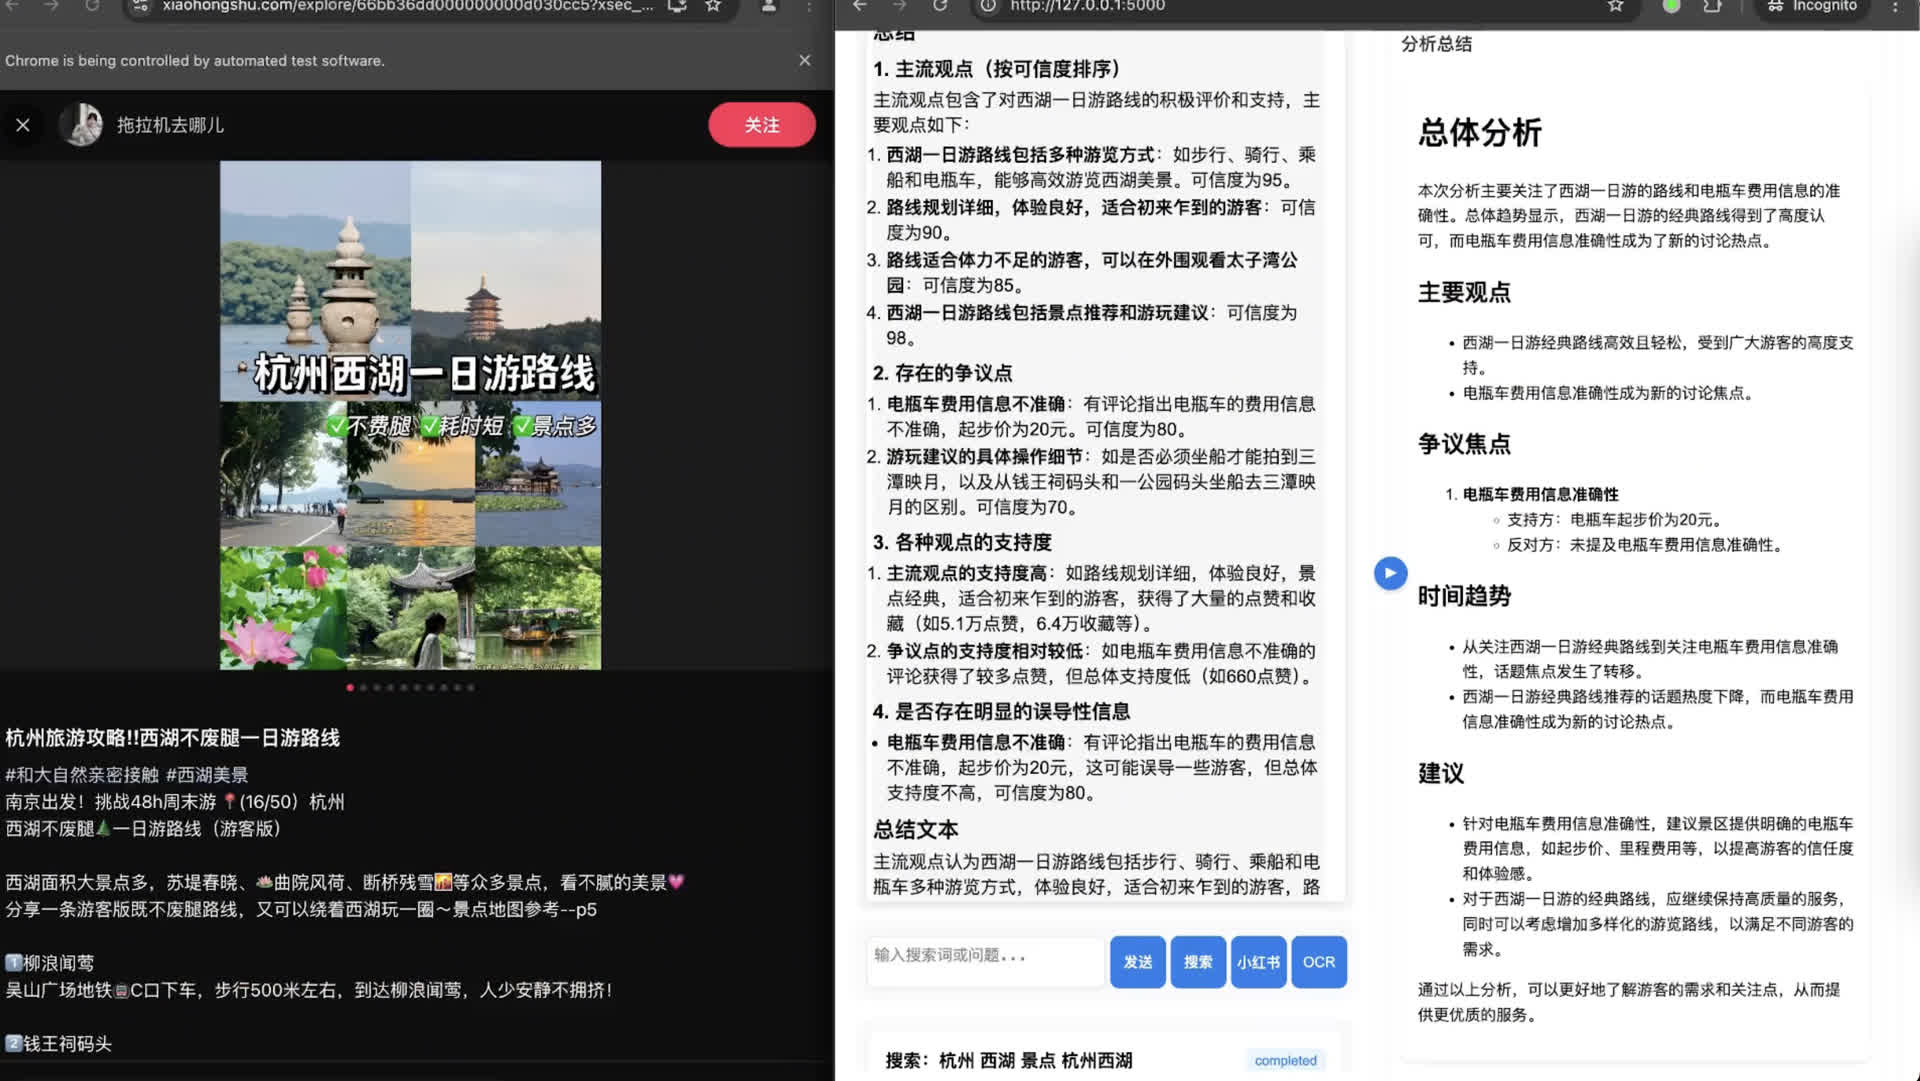 xiaohongshu.com/explore/66bb36dd000000000d030cc5?xsec_...
Chrome is being controlled by automated test software.
拖拉机去哪儿
关注
杭州西湖一日游路线
✅不费腿 ✅耗时短 ✅景点多
杭州旅游攻略!!西湖不废腿一日游路线
#和大自然亲密接触 #西湖美景
南京出发！挑战48h周末游📍(16/50）杭州
西湖不废腿🌲一日游路线（游客版）
西湖面积大景点多，苏堤春晓、🪷曲院风荷、断桥残雪🌇等众多景点，看不腻的美景💗
分享一条游客版既不废腿路线，又可以绕着西湖玩一圈～景点地图参考--p5
1️⃣柳浪闻莺
吴山广场地铁🚇C口下车，步行500米左右，到达柳浪闻莺，人少安静不拥挤！
2️⃣钱王祠码头
http://127.0.0.1:5000
Incognito
总结
1. 主流观点（按可信度排序）
主流观点包含了对西湖一日游路线的积极评价和支持，主
要观点如下：
1. 西湖一日游路线包括多种游览方式：如步行、骑行、乘
船和电瓶车，能够高效游览西湖美景。可信度为95。
2. 路线规划详细，体验良好，适合初来乍到的游客：可信
度为90。
3. 路线适合体力不足的游客，可以在外围观看太子湾公
园：可信度为85。
4. 西湖一日游路线包括景点推荐和游玩建议：可信度为
98。
2. 存在的争议点
1. 电瓶车费用信息不准确：有评论指出电瓶车的费用信息
不准确，起步价为20元。可信度为80。
2. 游玩建议的具体操作细节：如是否必须坐船才能拍到三
潭映月，以及从钱王祠码头和一公园码头坐船去三潭映
月的区别。可信度为70。
3. 各种观点的支持度
1. 主流观点的支持度高：如路线规划详细，体验良好，景
点经典，适合初来乍到的游客，获得了大量的点赞和收
藏（如5.1万点赞，6.4万收藏等）。
2. 争议点的支持度相对较低：如电瓶车费用信息不准确的
评论获得了较多点赞，但总体支持度低（如660点赞）。
4. 是否存在明显的误导性信息
• 电瓶车费用信息不准确：有评论指出电瓶车的费用信息
不准确，起步价为20元，这可能误导一些游客，但总体
支持度不高，可信度为80。
总结文本
主流观点认为西湖一日游路线包括步行、骑行、乘船和电
瓶车多种游览方式，体验良好，适合初来乍到的游客，路
输入搜索词或问题...
发送
搜索
小红书
OCR
搜索：杭州 西湖 景点 杭州西湖
completed
分析总结
总体分析
本次分析主要关注了西湖一日游的路线和电瓶车费用信息的准
确性。总体趋势显示，西湖一日游的经典路线得到了高度认
可，而电瓶车费用信息准确性成为了新的讨论热点。
主要观点
• 西湖一日游经典路线高效且轻松，受到广大游客的高度支
持。
• 电瓶车费用信息准确性成为新的讨论焦点。
争议焦点
1. 电瓶车费用信息准确性
◦ 支持方：电瓶车起步价为20元。
◦ 反对方：未提及电瓶车费用信息准确性。
时间趋势
• 从关注西湖一日游经典路线到关注电瓶车费用信息准确
性，话题焦点发生了转移。
• 西湖一日游经典路线推荐的话题热度下降，而电瓶车费用
信息准确性成为新的讨论热点。
建议
• 针对电瓶车费用信息准确性，建议景区提供明确的电瓶车
费用信息，如起步价、里程费用等，以提高游客的信任度
和体验感。
• 对于西湖一日游的经典路线，应继续保持高质量的服务，
同时可以考虑增加多样化的游览路线，以满足不同游客的
需求。
通过以上分析，可以更好地了解游客的需求和关注点，从而提
供更优质的服务。